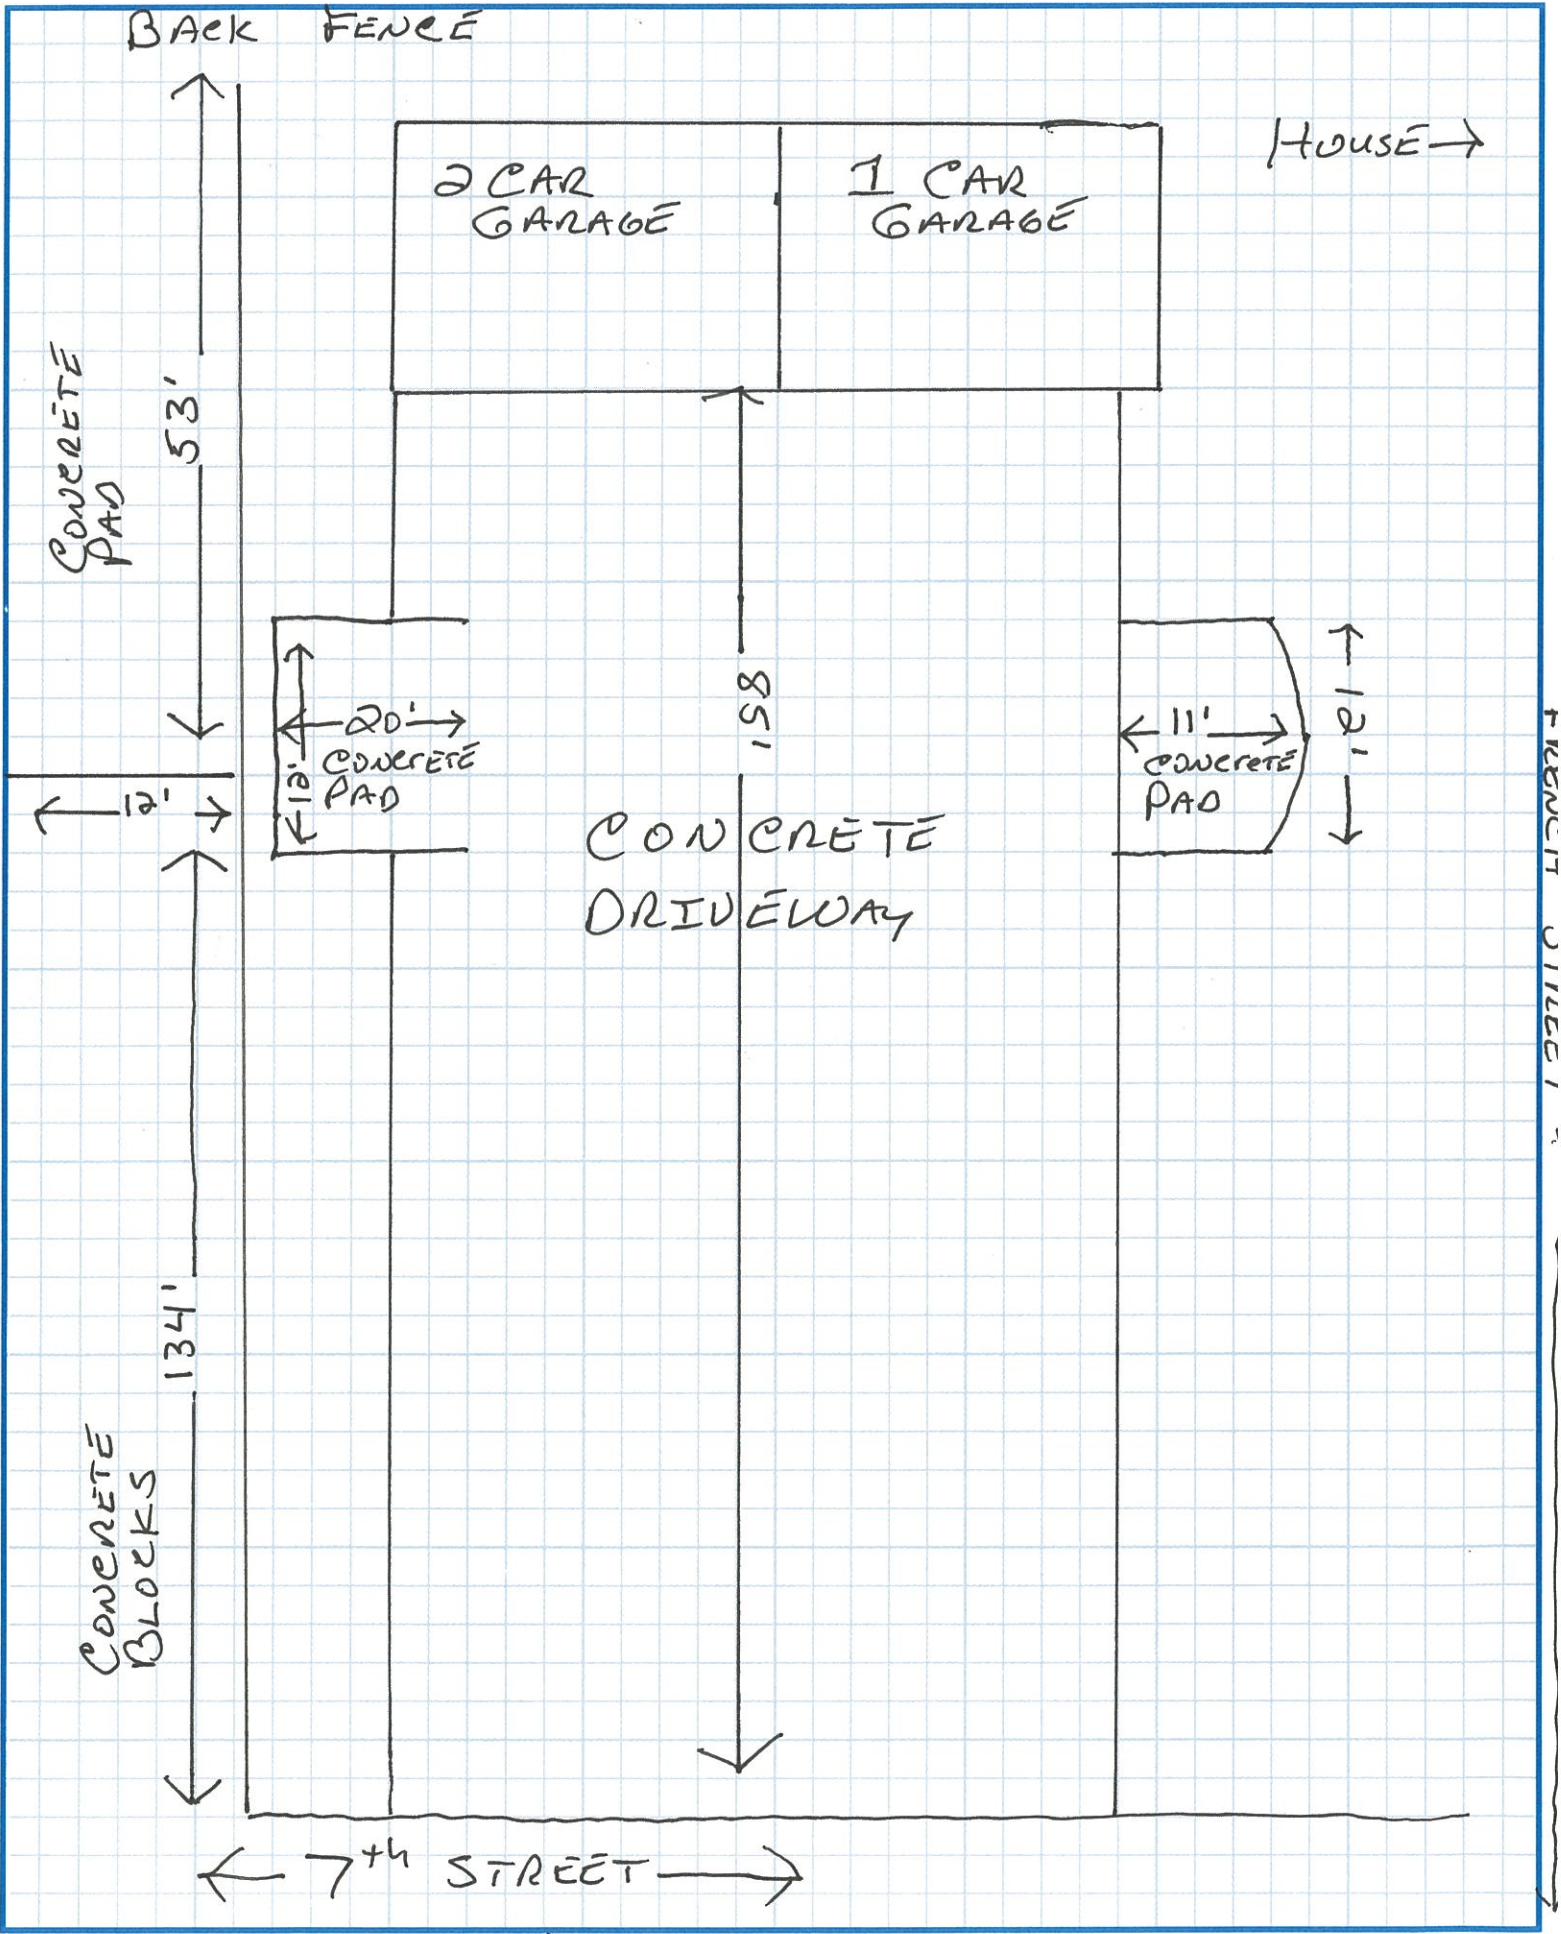 BACK FENCE
HOUSE
2 CAR
GARAGE
1 CAR
GARAGE
CONCRETE
PAD
53'
12'
20'
12'
CONCRETE
PAD
85'
11'
CONCRETE
PAD
12'
CONCRETE
DRIVEWAY
134'
CONCRETE
BLOCKS
7th STREET